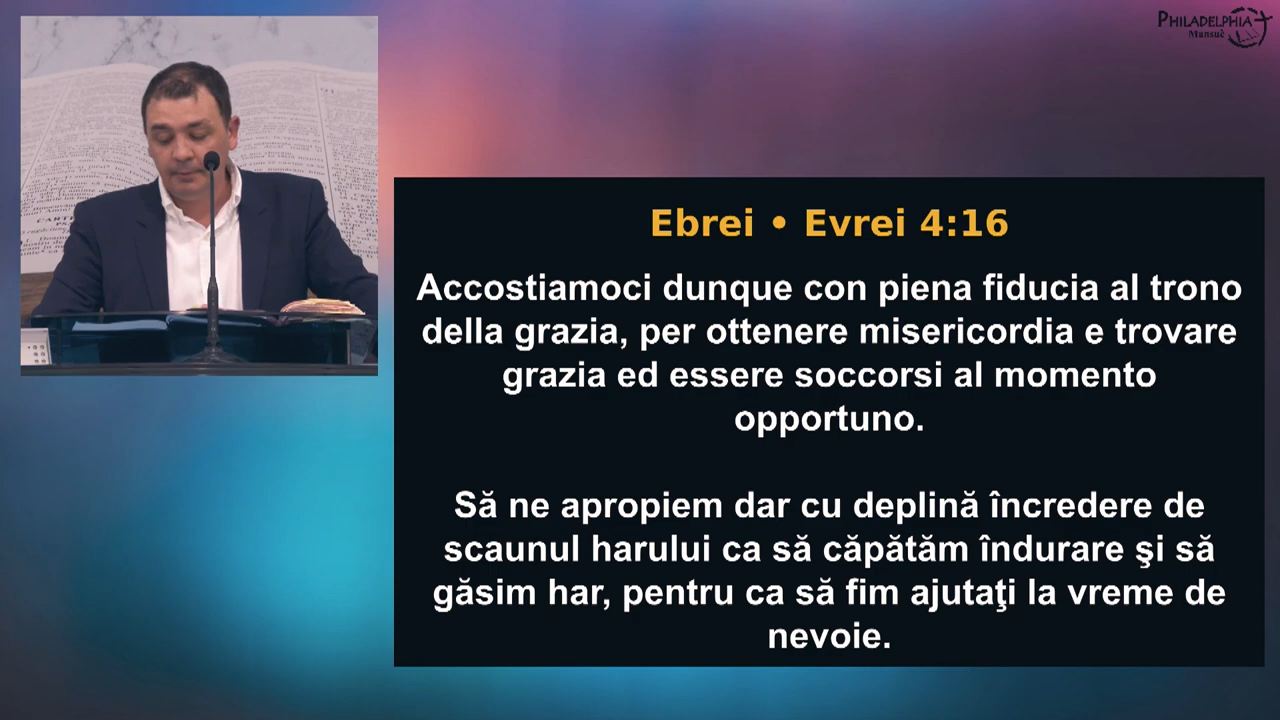 PHILADELPHIA
Mansuè
Ebrei • Evrei 4:16
Accostiamoci dunque con piena fiducia al trono
della grazia, per ottenere misericordia e trovare
grazia ed essere soccorsi al momento
opportuno.
Să ne apropiem dar cu deplină încredere de
scaunul harului ca să căpătăm îndurare şi să
găsim har, pentru ca să fim ajutaţi la vreme de
nevoie.